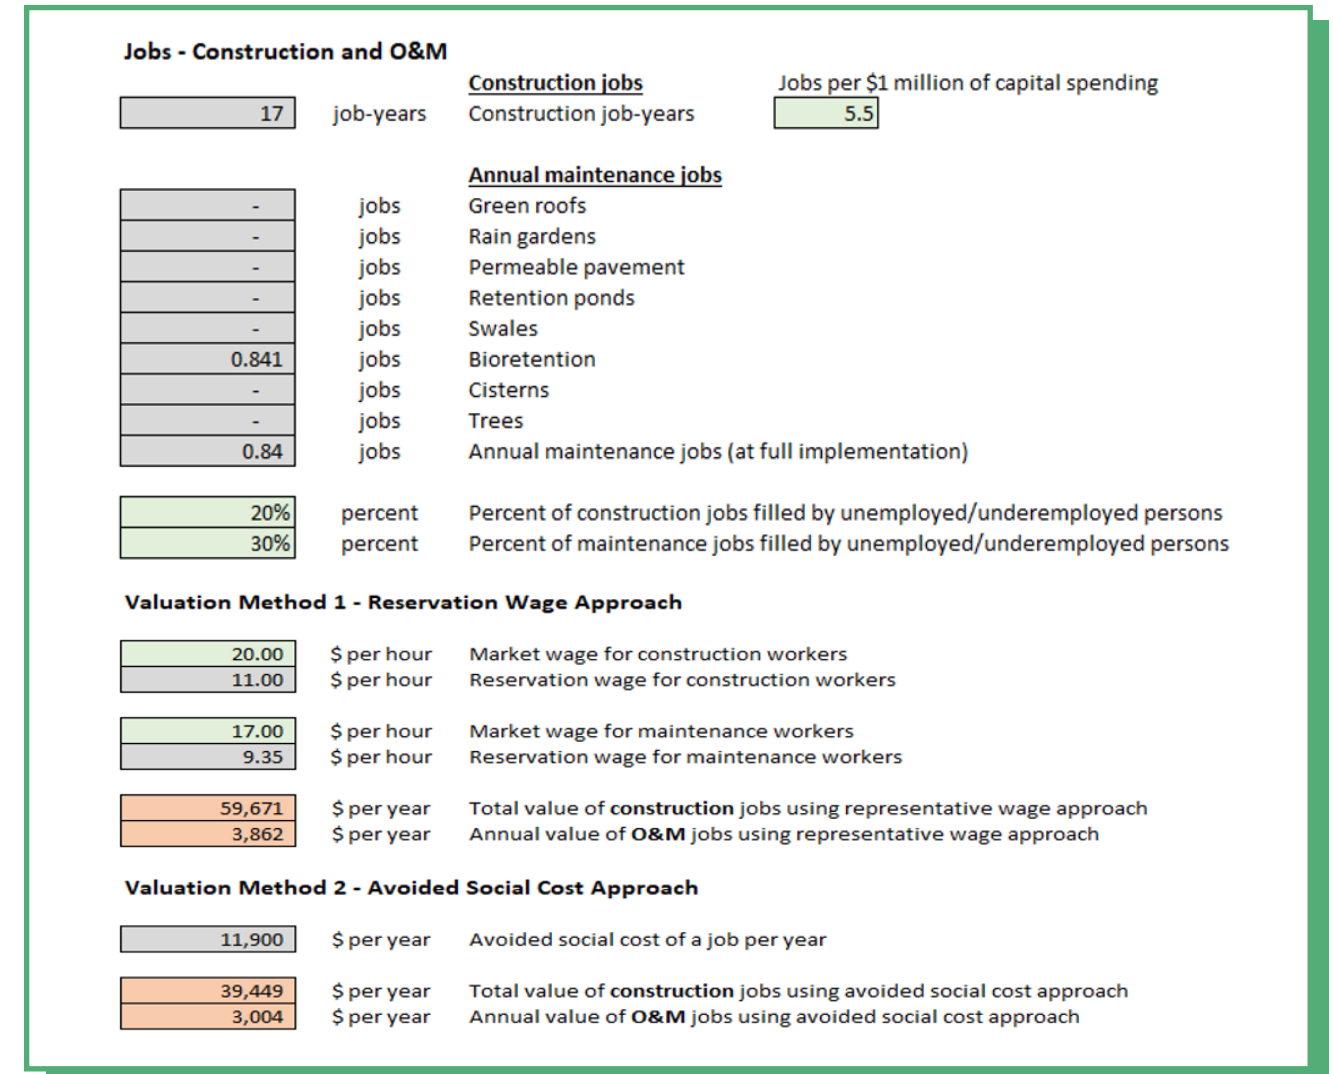 Jobs - Construction and O&M
Construction jobs Jobs per $1 million of capital spending
17 job-years Construction job-years 5.5
Annual maintenance jobs
- jobs Green roofs
- jobs Rain gardens
- jobs Permeable pavement
- jobs Retention ponds
- jobs Swales
0.841 jobs Bioretention
- jobs Cisterns
- jobs Trees
0.84 jobs Annual maintenance jobs (at full implementation)
20% percent Percent of construction jobs filled by unemployed/underemployed persons
30% percent Percent of maintenance jobs filled by unemployed/underemployed persons
Valuation Method 1 - Reservation Wage Approach
20.00 $ per hour Market wage for construction workers
11.00 $ per hour Reservation wage for construction workers
17.00 $ per hour Market wage for maintenance workers
9.35 $ per hour Reservation wage for maintenance workers
59,671 $ per year Total value of construction jobs using representative wage approach
3,862 $ per year Annual value of O&M jobs using representative wage approach
Valuation Method 2 - Avoided Social Cost Approach
11,900 $ per year Avoided social cost of a job per year
39,449 $ per year Total value of construction jobs using avoided social cost approach
3,004 $ per year Annual value of O&M jobs using avoided social cost approach